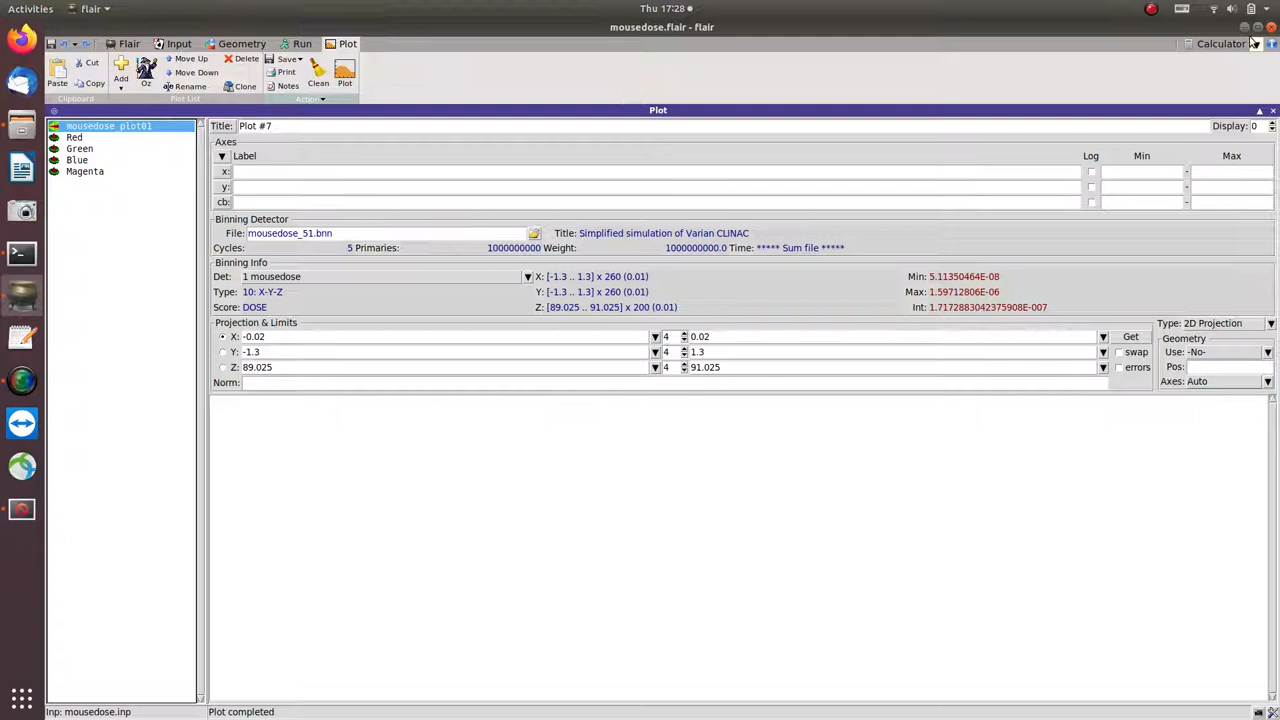 Activities flair Thu 17:28
mousedose.flair - flair
Flair Input Geometry Run Plot Calculator
Paste Cut Copy Add Oz Move Up Move Down Rename Delete Clone Save Print Notes Clean Plot
Clipboard Plot List
Plot
mousedose_plot01
Red
Green
Blue
Magenta
Title: Plot #7 Display: 0
Axes
Label Log Min Max
x: -
y: -
cb: -
Binning Detector
File: mousedose_51.bnn Title: Simplified simulation of Varian CLINAC
Cycles: 5 Primaries: 1000000000 Weight: 1000000000.0 Time: ***** Sum file *****
Binning Info
Det: 1 mousedose X: [-1.3 .. 1.3] x 260 (0.01) Min: 5.11350464E-08
Type: 10: X-Y-Z Y: [-1.3 .. 1.3] x 260 (0.01) Max: 1.59712806E-06
Score: DOSE Z: [89.025 .. 91.025] x 200 (0.01) Int: 1.7172883042375908E-007
Projection & Limits Type: 2D Projection
X: -0.02 4 0.02 Get Geometry
Y: -1.3 4 1.3 swap Use: -No-
Z: 89.025 4 91.025 errors Pos:
Norm: Axes: Auto
Inp: mousedose.inp Plot completed